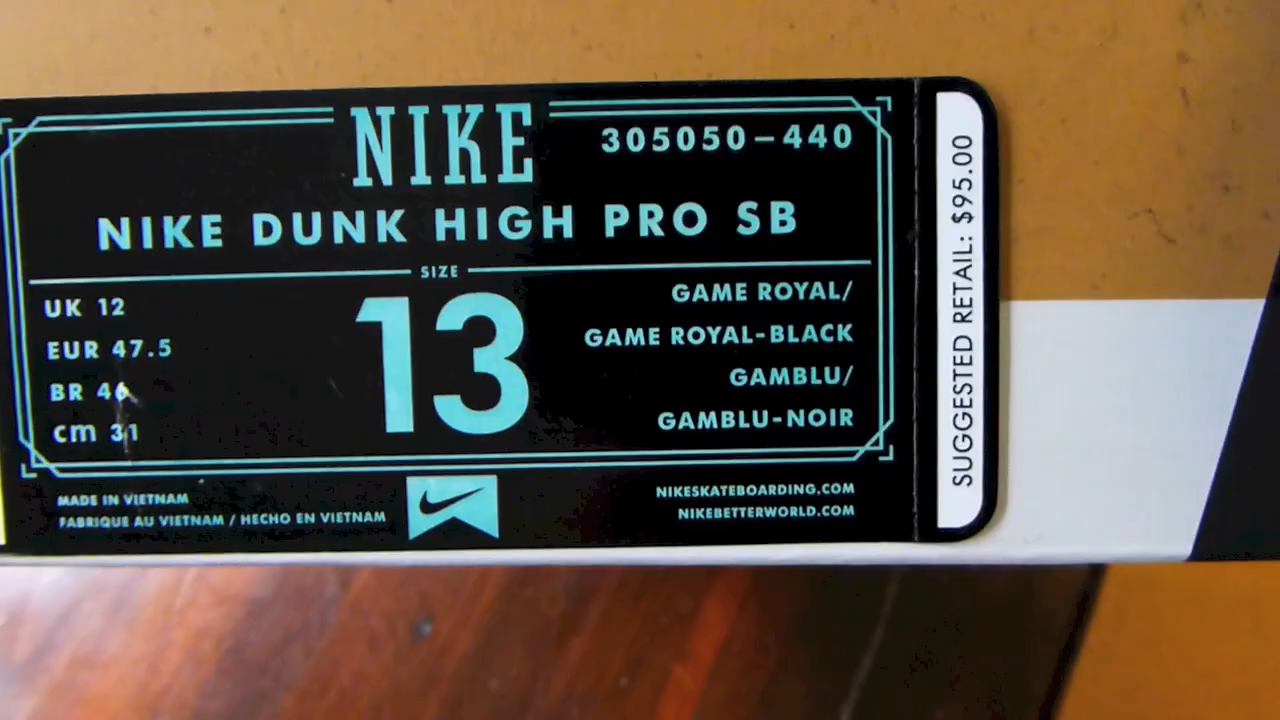 NIKE
305050-440
NIKE DUNK HIGH PRO SB
SIZE
13
UK 12
EUR 47.5
BR 46
cm 31
GAME ROYAL/
GAME ROYAL-BLACK
GAMBLU/
GAMBLU-NOIR
MADE IN VIETNAM
FABRIQUE AU VIETNAM / HECHO EN VIETNAM
NIKESKATEBOARDING.COM
NIKEBETTERWORLD.COM
SUGGESTED RETAIL: $95.00